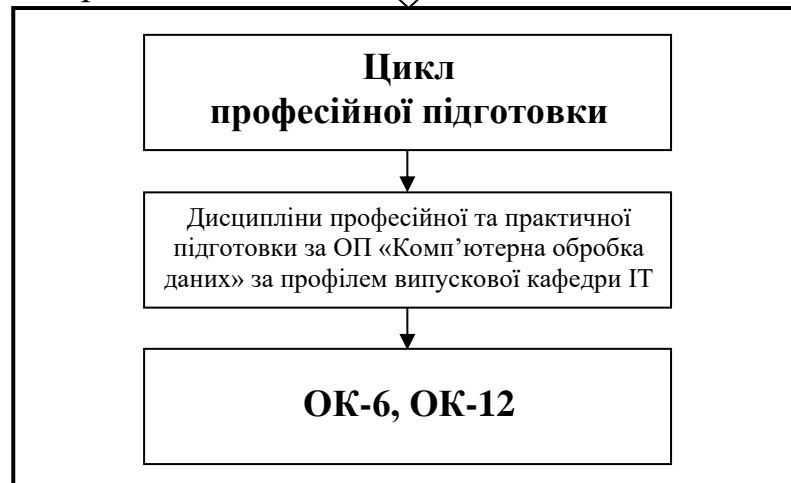 Цикл
професійної підготовки
Дисципліни професійної та практичної
підготовки за ОП «Комп’ютерна обробка
даних» за профілем випускової кафедри ІТ
ОК-6, ОК-12